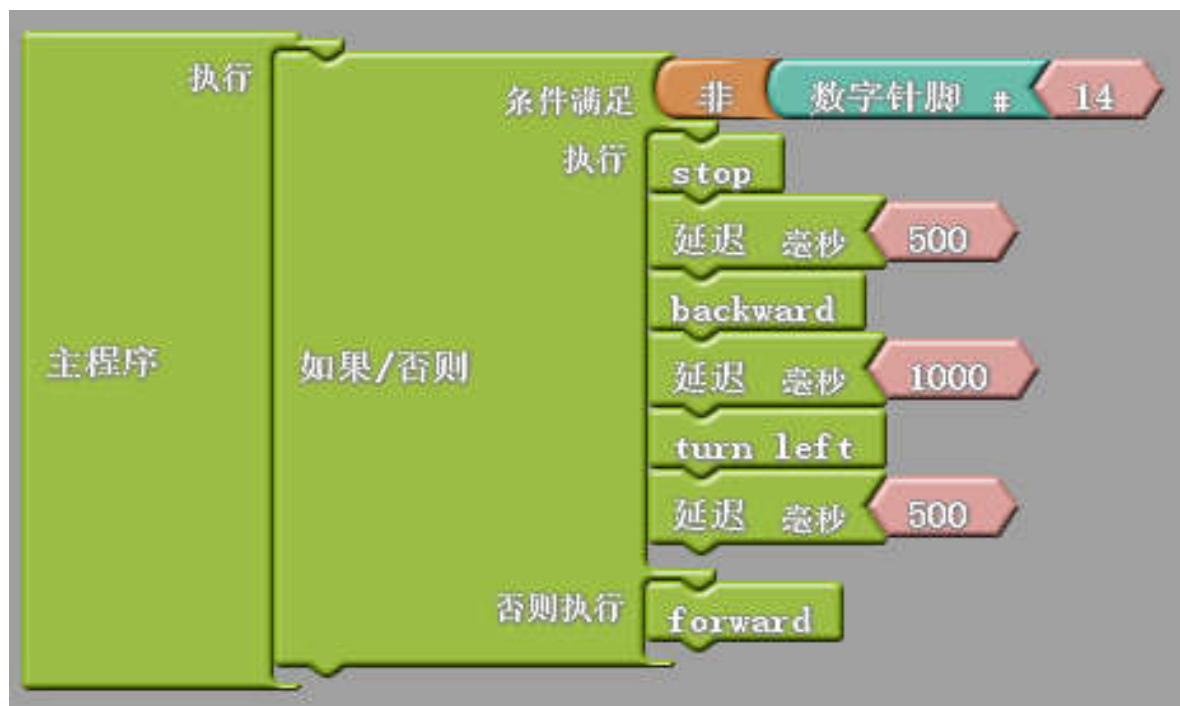 执行
条件满足 非 数字针脚 # 14
执行
stop
延迟 毫秒 500
backward
主程序
如果/否则
延迟 毫秒 1000
turn left
延迟 毫秒 500
否则执行
forward